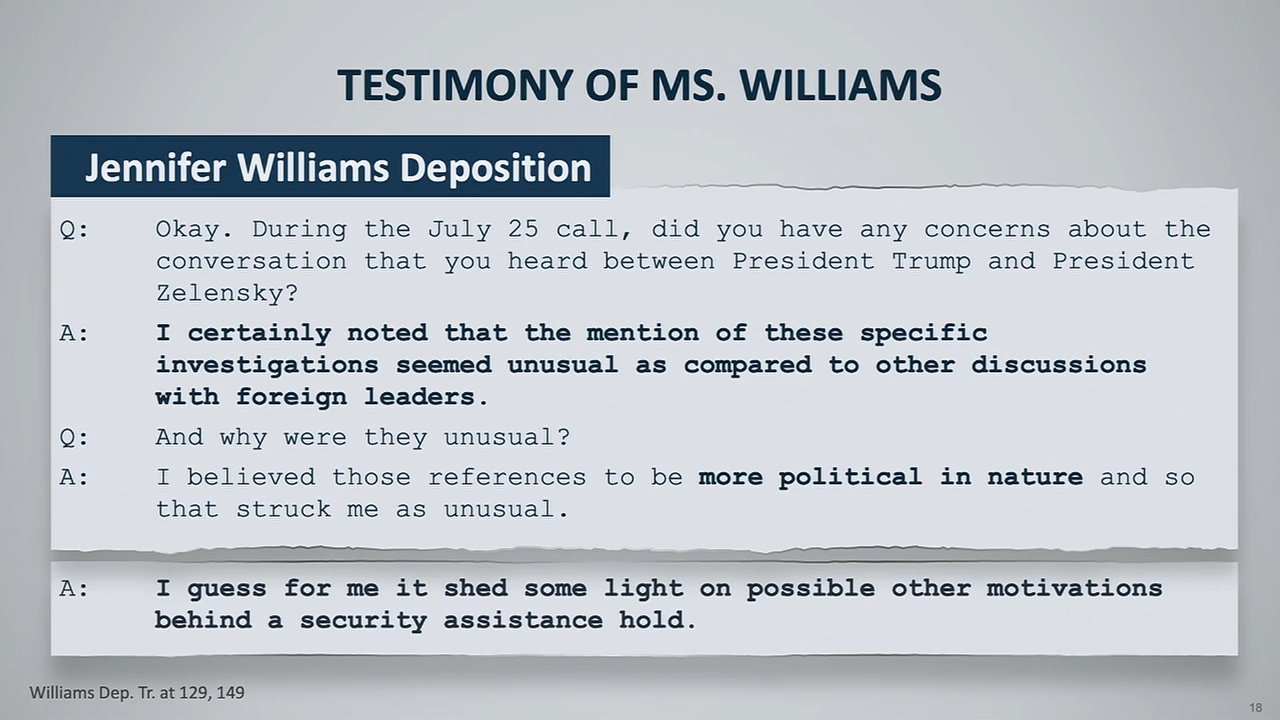 TESTIMONY OF MS. WILLIAMS
Jennifer Williams Deposition
Q: Okay. During the July 25 call, did you have any concerns about the
conversation that you heard between President Trump and President
Zelensky?
A: I certainly noted that the mention of these specific
investigations seemed unusual as compared to other discussions
with foreign leaders.
Q: And why were they unusual?
A: I believed those references to be more political in nature and so
that struck me as unusual.
A: I guess for me it shed some light on possible other motivations
behind a security assistance hold.
Williams Dep. Tr. at 129, 149
18